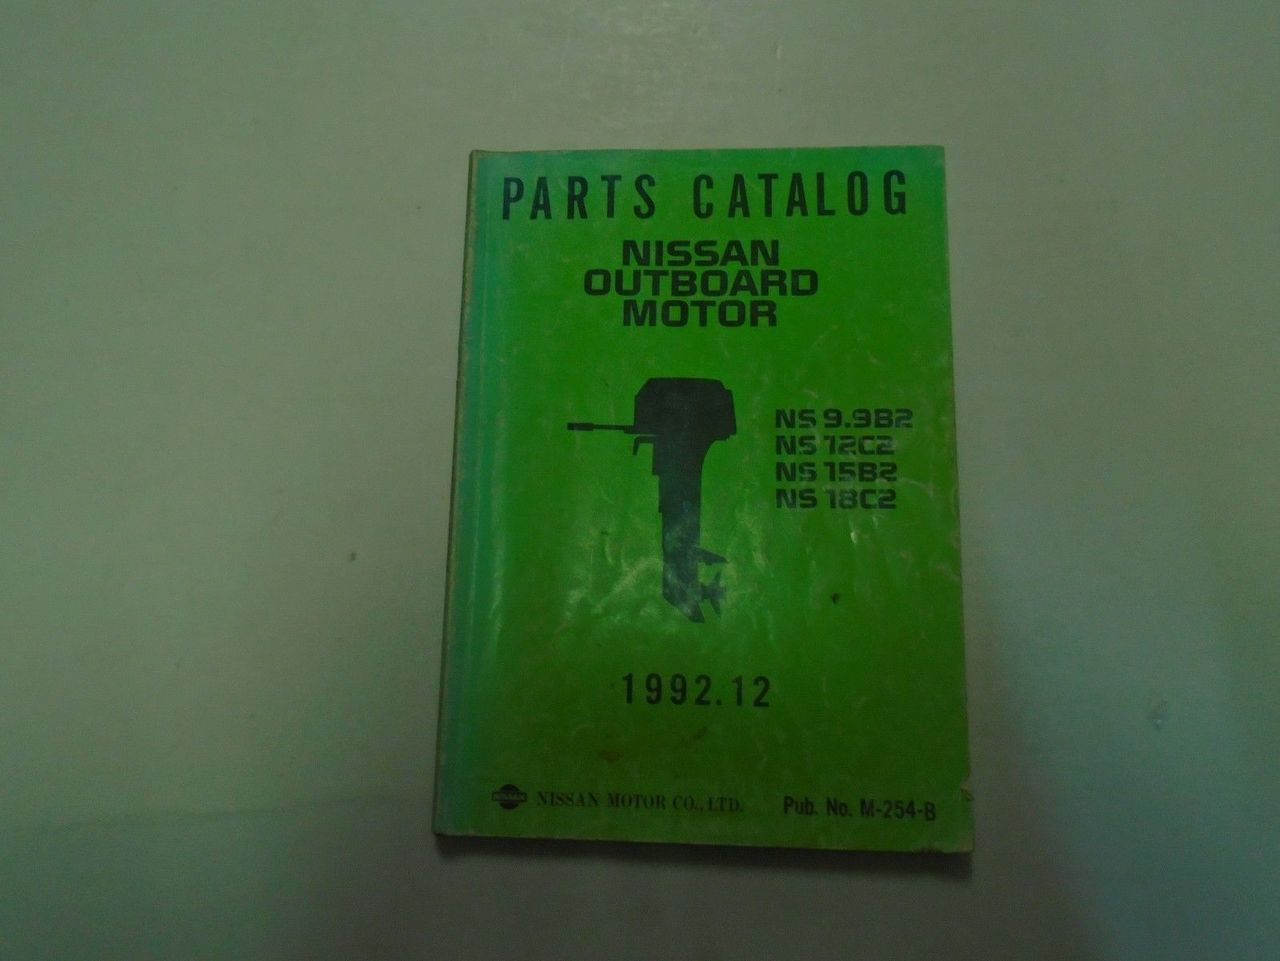 PARTS CATALOG
NISSAN
OUTBOARD
MOTOR
NS 9.9B2
NS 12C2
NS 15B2
NS 18C2
1992.12
NISSAN NISSAN MOTOR CO., LTD. Pub. No. M-254-B